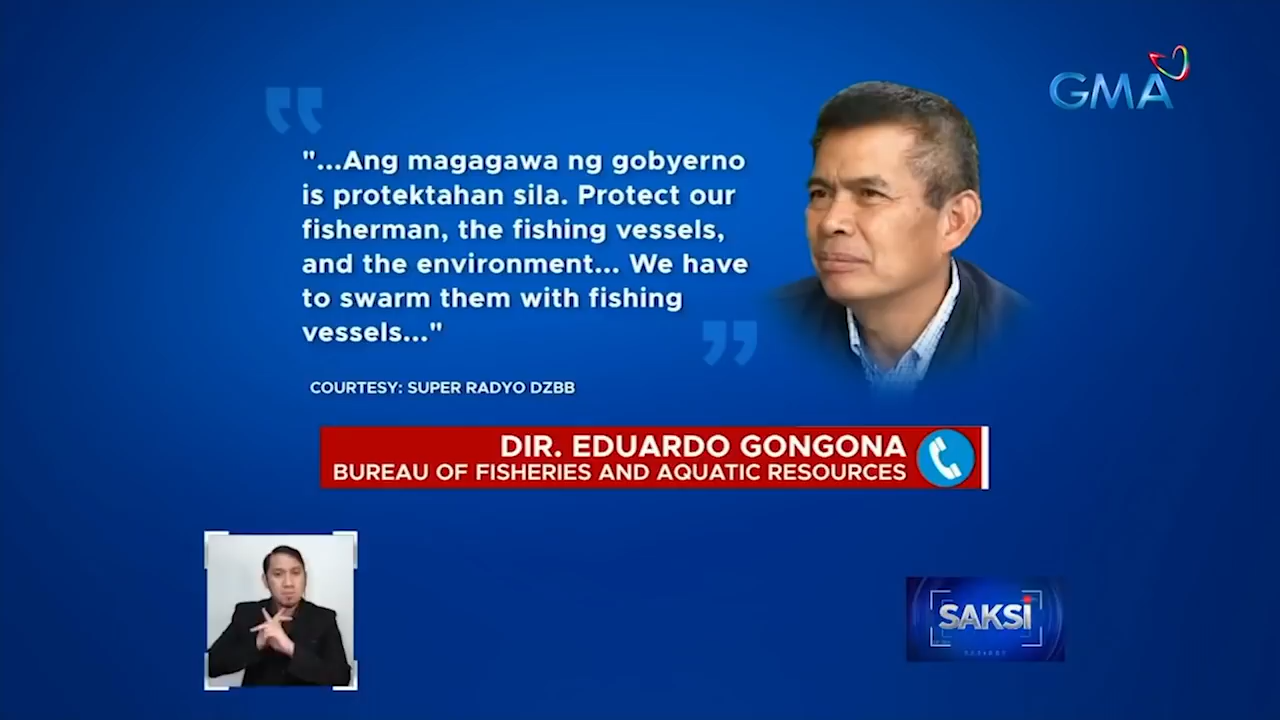 GMA
"...Ang magagawa ng gobyerno
is protektahan sila. Protect our
fisherman, the fishing vessels,
and the environment... We have
to swarm them with fishing
vessels..."
COURTESY: SUPER RADYO DZBB
DIR. EDUARDO GONGONA
BUREAU OF FISHERIES AND AQUATIC RESOURCES
SAKSI